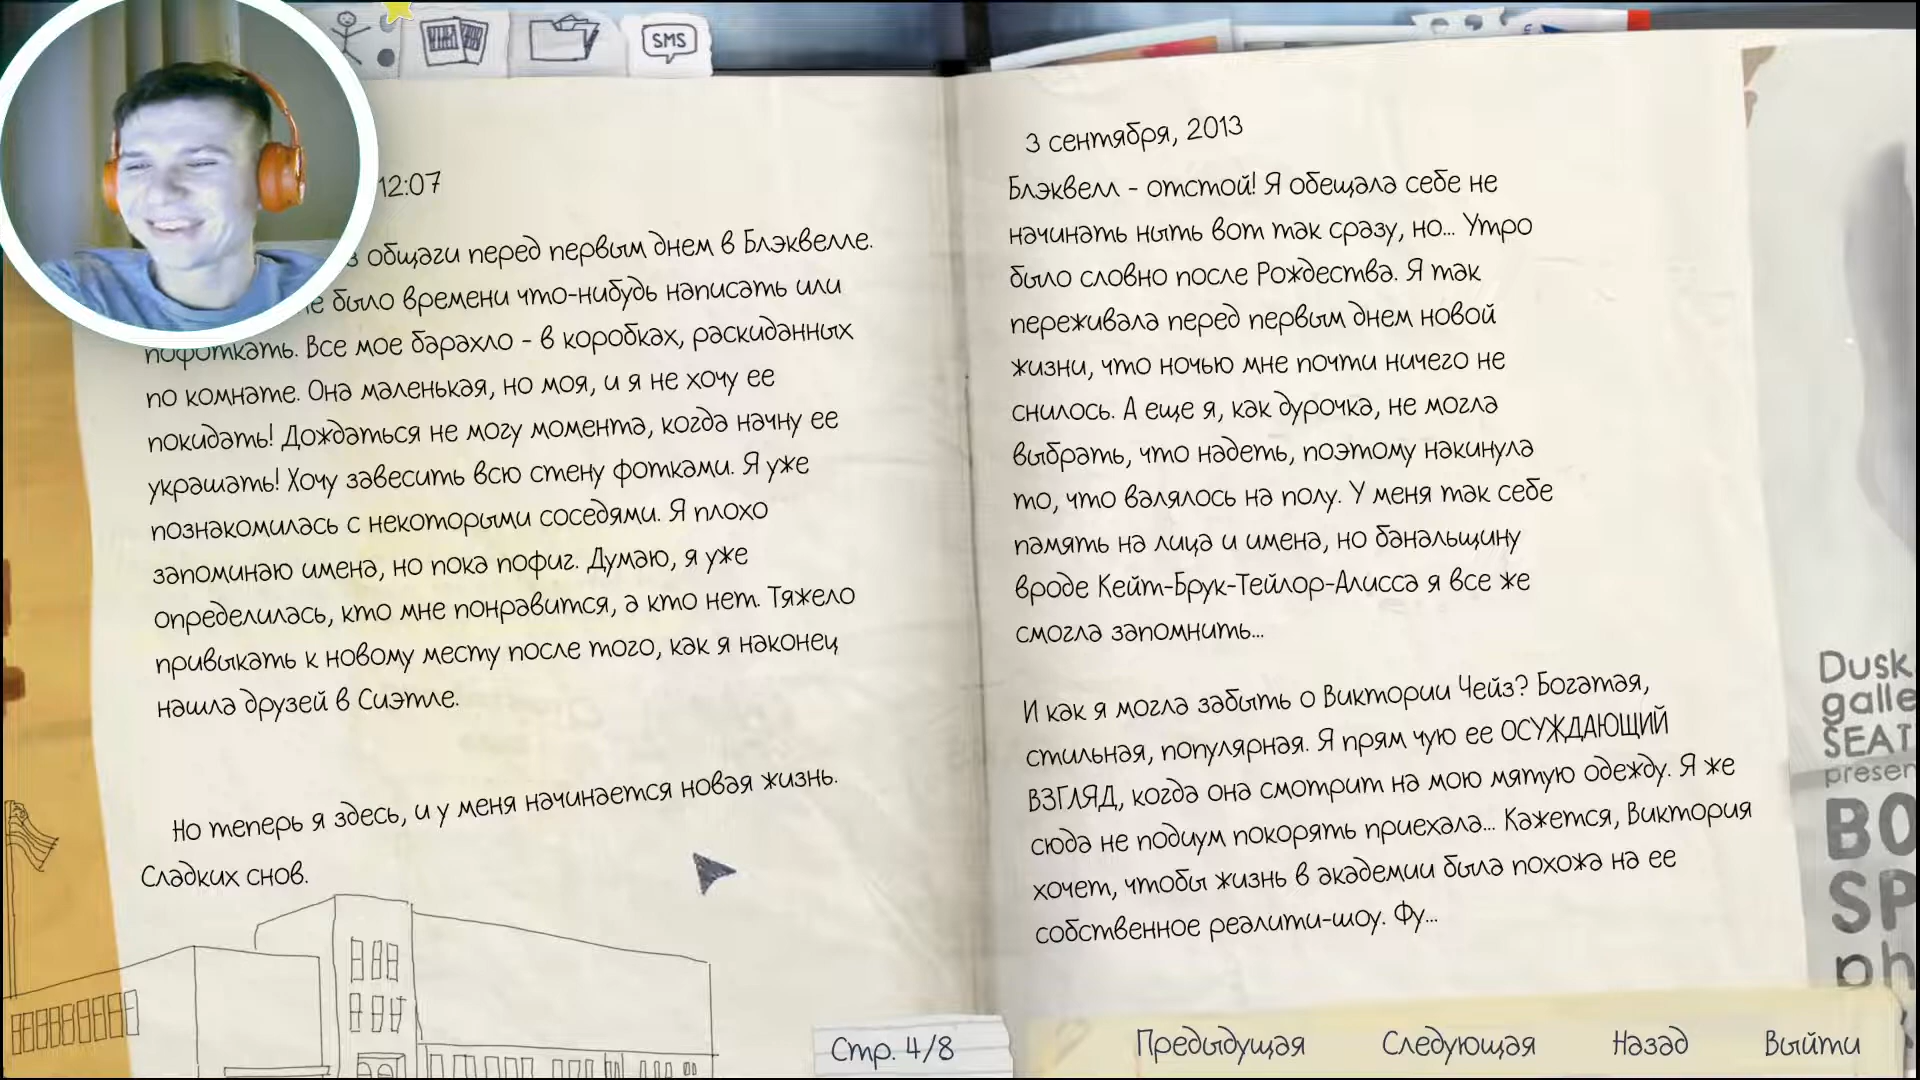 SMS
12:07
общаги перед первым днем в Блэквелле.
было времени что-нибудь написать или
пофоткать. Все мое барахло - в коробках, раскиданных
по комнате. Она маленькая, но моя, и я не хочу ее
покидать! Дождаться не могу момента, когда начну ее
украшать! Хочу завесить всю стену фотками. Я уже
познакомилась с некоторыми соседями. Я плохо
запоминаю имена, но пока пофиг. Думаю, я уже
определилась, кто мне понравится, а кто нет. Тяжело
привыкать к новому месту после того, как я наконец
нашла друзей в Сиэтле.
Но теперь я здесь, и у меня начинается новая жизнь.
Сладких снов.
3 сентября, 2013
Блэквелл - отстой! Я обещала себе не
начинать ныть вот так сразу, но... Утро
было словно после Рождества. Я так
переживала перед первым днем новой
жизни, что ночью мне почти ничего не
снилось. А еще я, как дурочка, не могла
выбрать, что надеть, поэтому накинула
то, что валялось на полу. У меня так себе
память на лица и имена, но банальщину
вроде Кейт-Брук-Тейлор-Алисса я все же
смогла запомнить...
И как я могла забыть о Виктории Чейз? Богатая,
стильная, популярная. Я прям чую ее ОСУЖДАЮЩИЙ
ВЗГЛЯД, когда она смотрит на мою мятую одежду. Я же
сюда не подиум покорять приехала... Кажется, Виктория
хочет, чтобы жизнь в академии была похожа на ее
собственное реалити-шоу. Фу...
Dusk
galle
SEAT
presen
BO
SP
ph
Стр. 4/8
Предыдущая
Следующая
Назад
Выйти